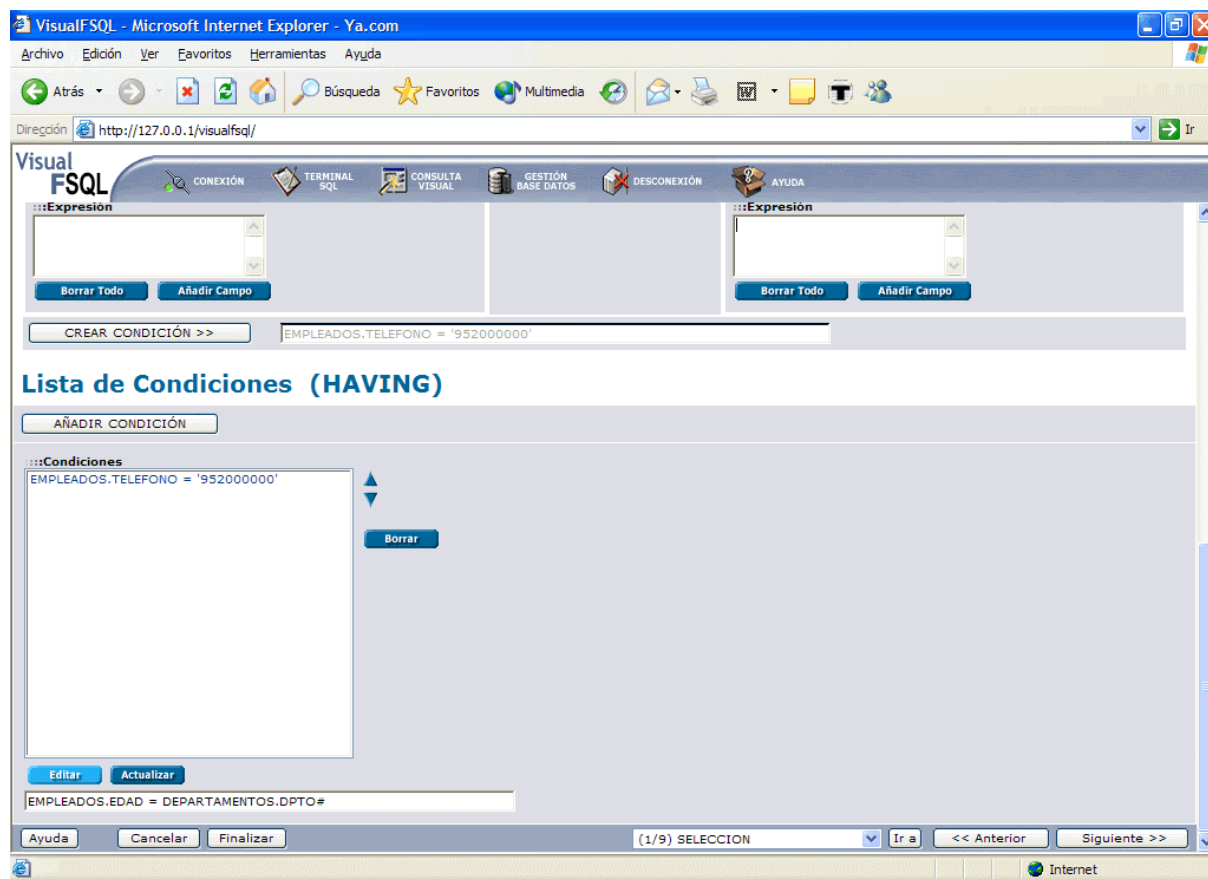 VisualFSQL - Microsoft Internet Explorer - Ya.com
Archivo Edición Ver Favoritos Herramientas Ayuda
Atrás Búsqueda Favoritos Multimedia
Dirección http://127.0.0.1/visualfsql/ Ir
Visual FSQL CONEXIÓN TERMINAL SQL CONSULTA VISUAL GESTIÓN BASE DATOS DESCONEXIÓN AYUDA
:::Expresión :::Expresión
Borrar Todo Añadir Campo Borrar Todo Añadir Campo
CREAR CONDICIÓN >> EMPLEADOS.TELEFONO = '952000000'
Lista de Condiciones (HAVING)
AÑADIR CONDICIÓN
::::Condiciones
EMPLEADOS.TELEFONO = '952000000'
Borrar
Editar Actualizar
EMPLEADOS.EDAD = DEPARTAMENTOS.DPTO#
Ayuda Cancelar Finalizar (1/9) SELECCION Ir a << Anterior Siguiente >>
Internet